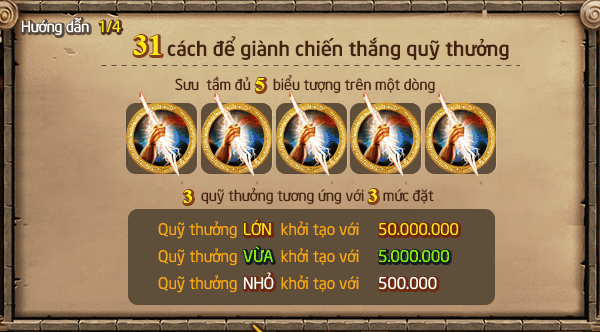 Hướng dẫn 1/4
31 cách để giành chiến thắng quỹ thưởng
Sưu tầm đủ 5 biểu tượng trên một dòng
3 quỹ thưởng tương ứng với 3 mức đặt
Quỹ thưởng LỚN khởi tạo với 50.000.000
Quỹ thưởng VỪA khởi tạo với 5.000.000
Quỹ thưởng NHỎ khởi tạo với 500.000